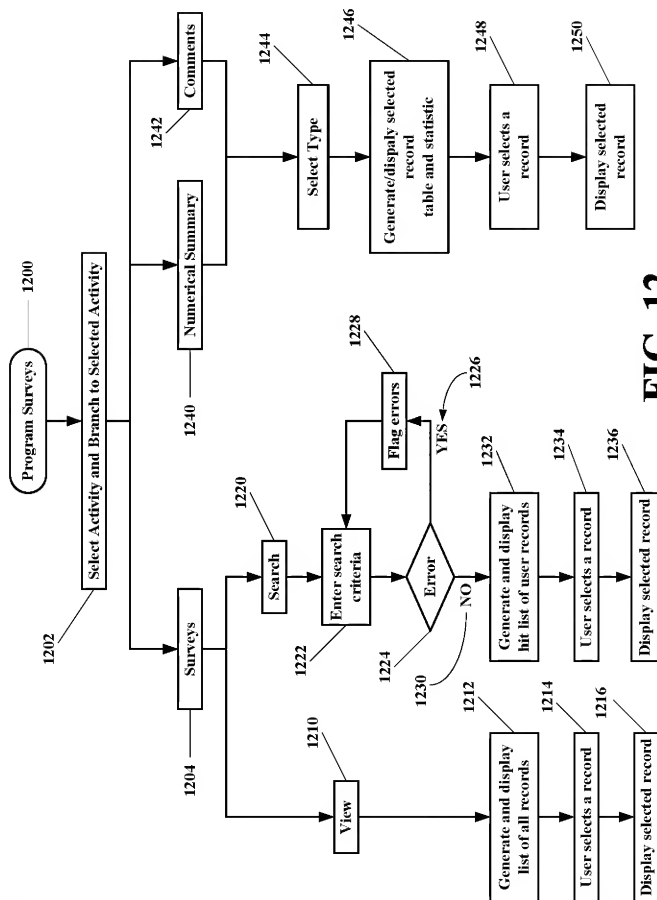 Program Surveys
1200
Select Activity and Branch to Selected Activity
1202
Surveys
1204
Numerical Summary
1240
Comments
1242
View
1210
Search
1220
Enter search
criteria
1222
Error
1224
YES
1226
Flag errors
1228
NO
1230
Generate and display
list of all records
1212
User selects a record
1214
Display selected record
1216
Generate and display
hit list of user records
1232
User selects a record
1234
Display selected record
1236
Select Type
1244
Generate/dispaly selected
record
table and statistic
1246
User selects a
record
1248
Display selected
record
1250
FIG. 12